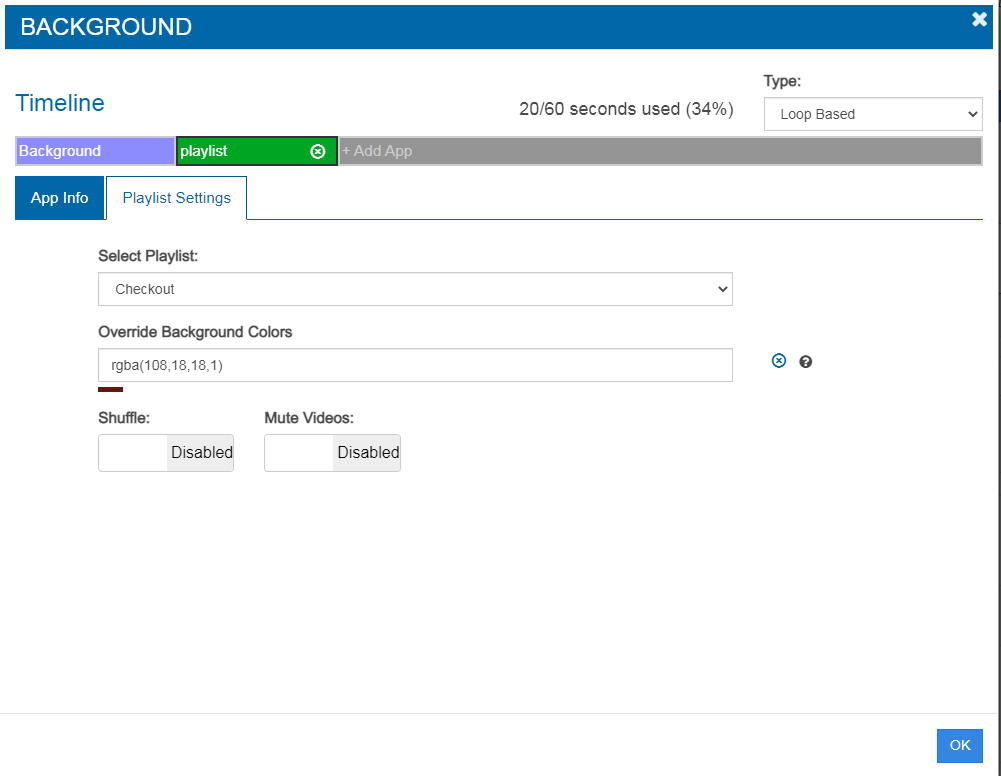 BACKGROUND
Type:
Timeline
20/60 seconds used (34%)
Loop Based
Background
playlist
+ Add App
App Info
Playlist Settings
Select Playlist:
Checkout
Override Background Colors
rgba(108,18,18,1)
Shuffle:
Mute Videos:
Disabled
Disabled
OK